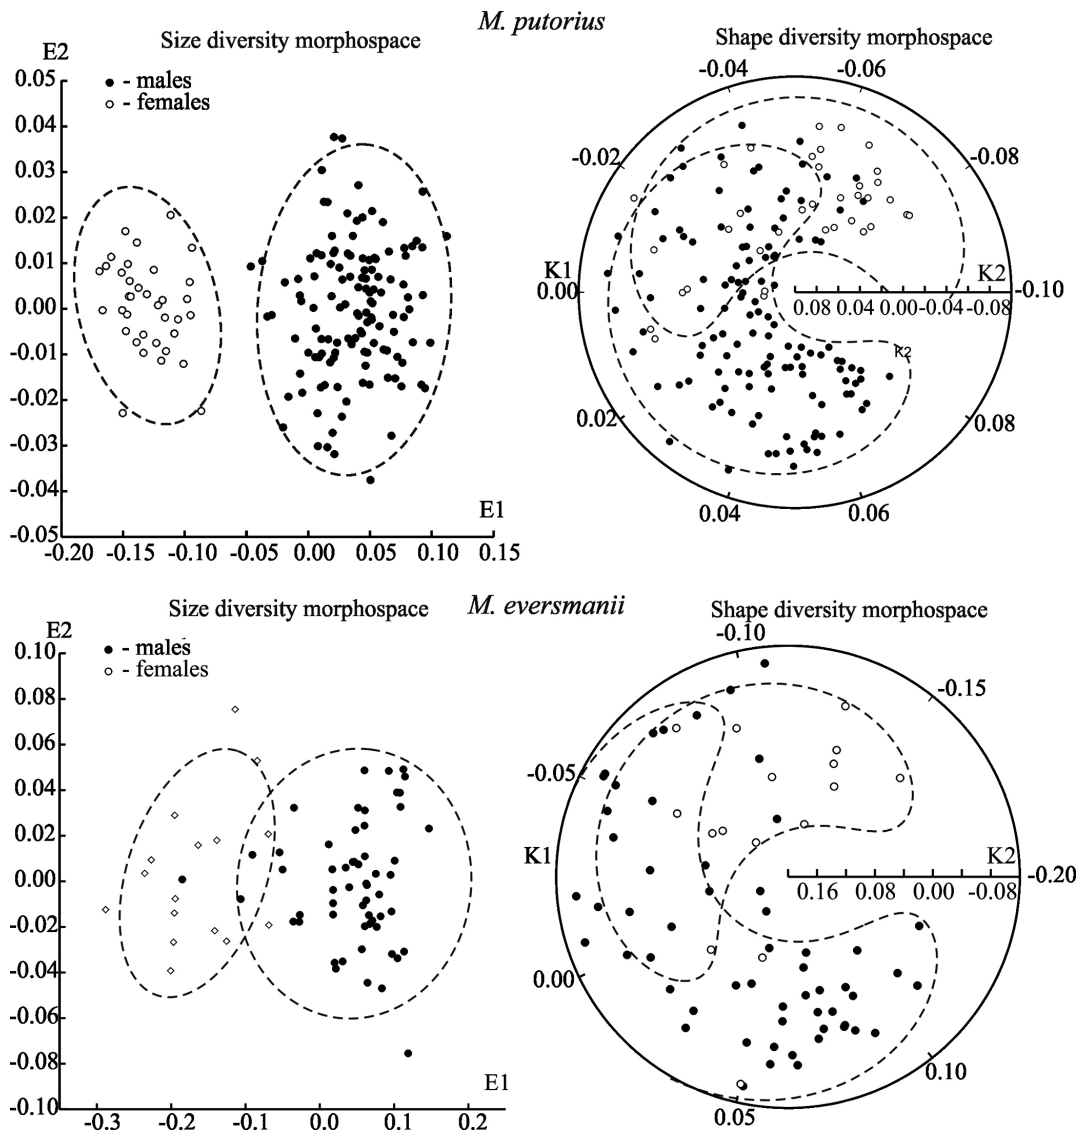 M. putorius
Size diversity morphospace
Shape diversity morphospace
E2
- males
- females
0.05
0.04
0.03
0.02
0.01
0.00
-0.01
-0.02
-0.03
-0.04
-0.05
E1
-0.20 -0.15 -0.10 -0.05 0.00 0.05 0.10 0.15
-0.04
-0.06
-0.02
-0.08
K1
K2
0.00
0.08 0.04 0.00 -0.04 -0.08
-0.10
K2
0.02
0.08
0.04
0.06
M. eversmanii
Size diversity morphospace
Shape diversity morphospace
E2
- males
- females
0.10
0.08
0.06
0.04
0.02
0.00
-0.02
-0.04
-0.06
-0.08
-0.10
E1
-0.3 -0.2 -0.1 0.0 0.1 0.2
-0.10
-0.15
-0.05
K1
K2
-0.20
0.16 0.08 0.00 -0.08
0.00
0.10
0.05